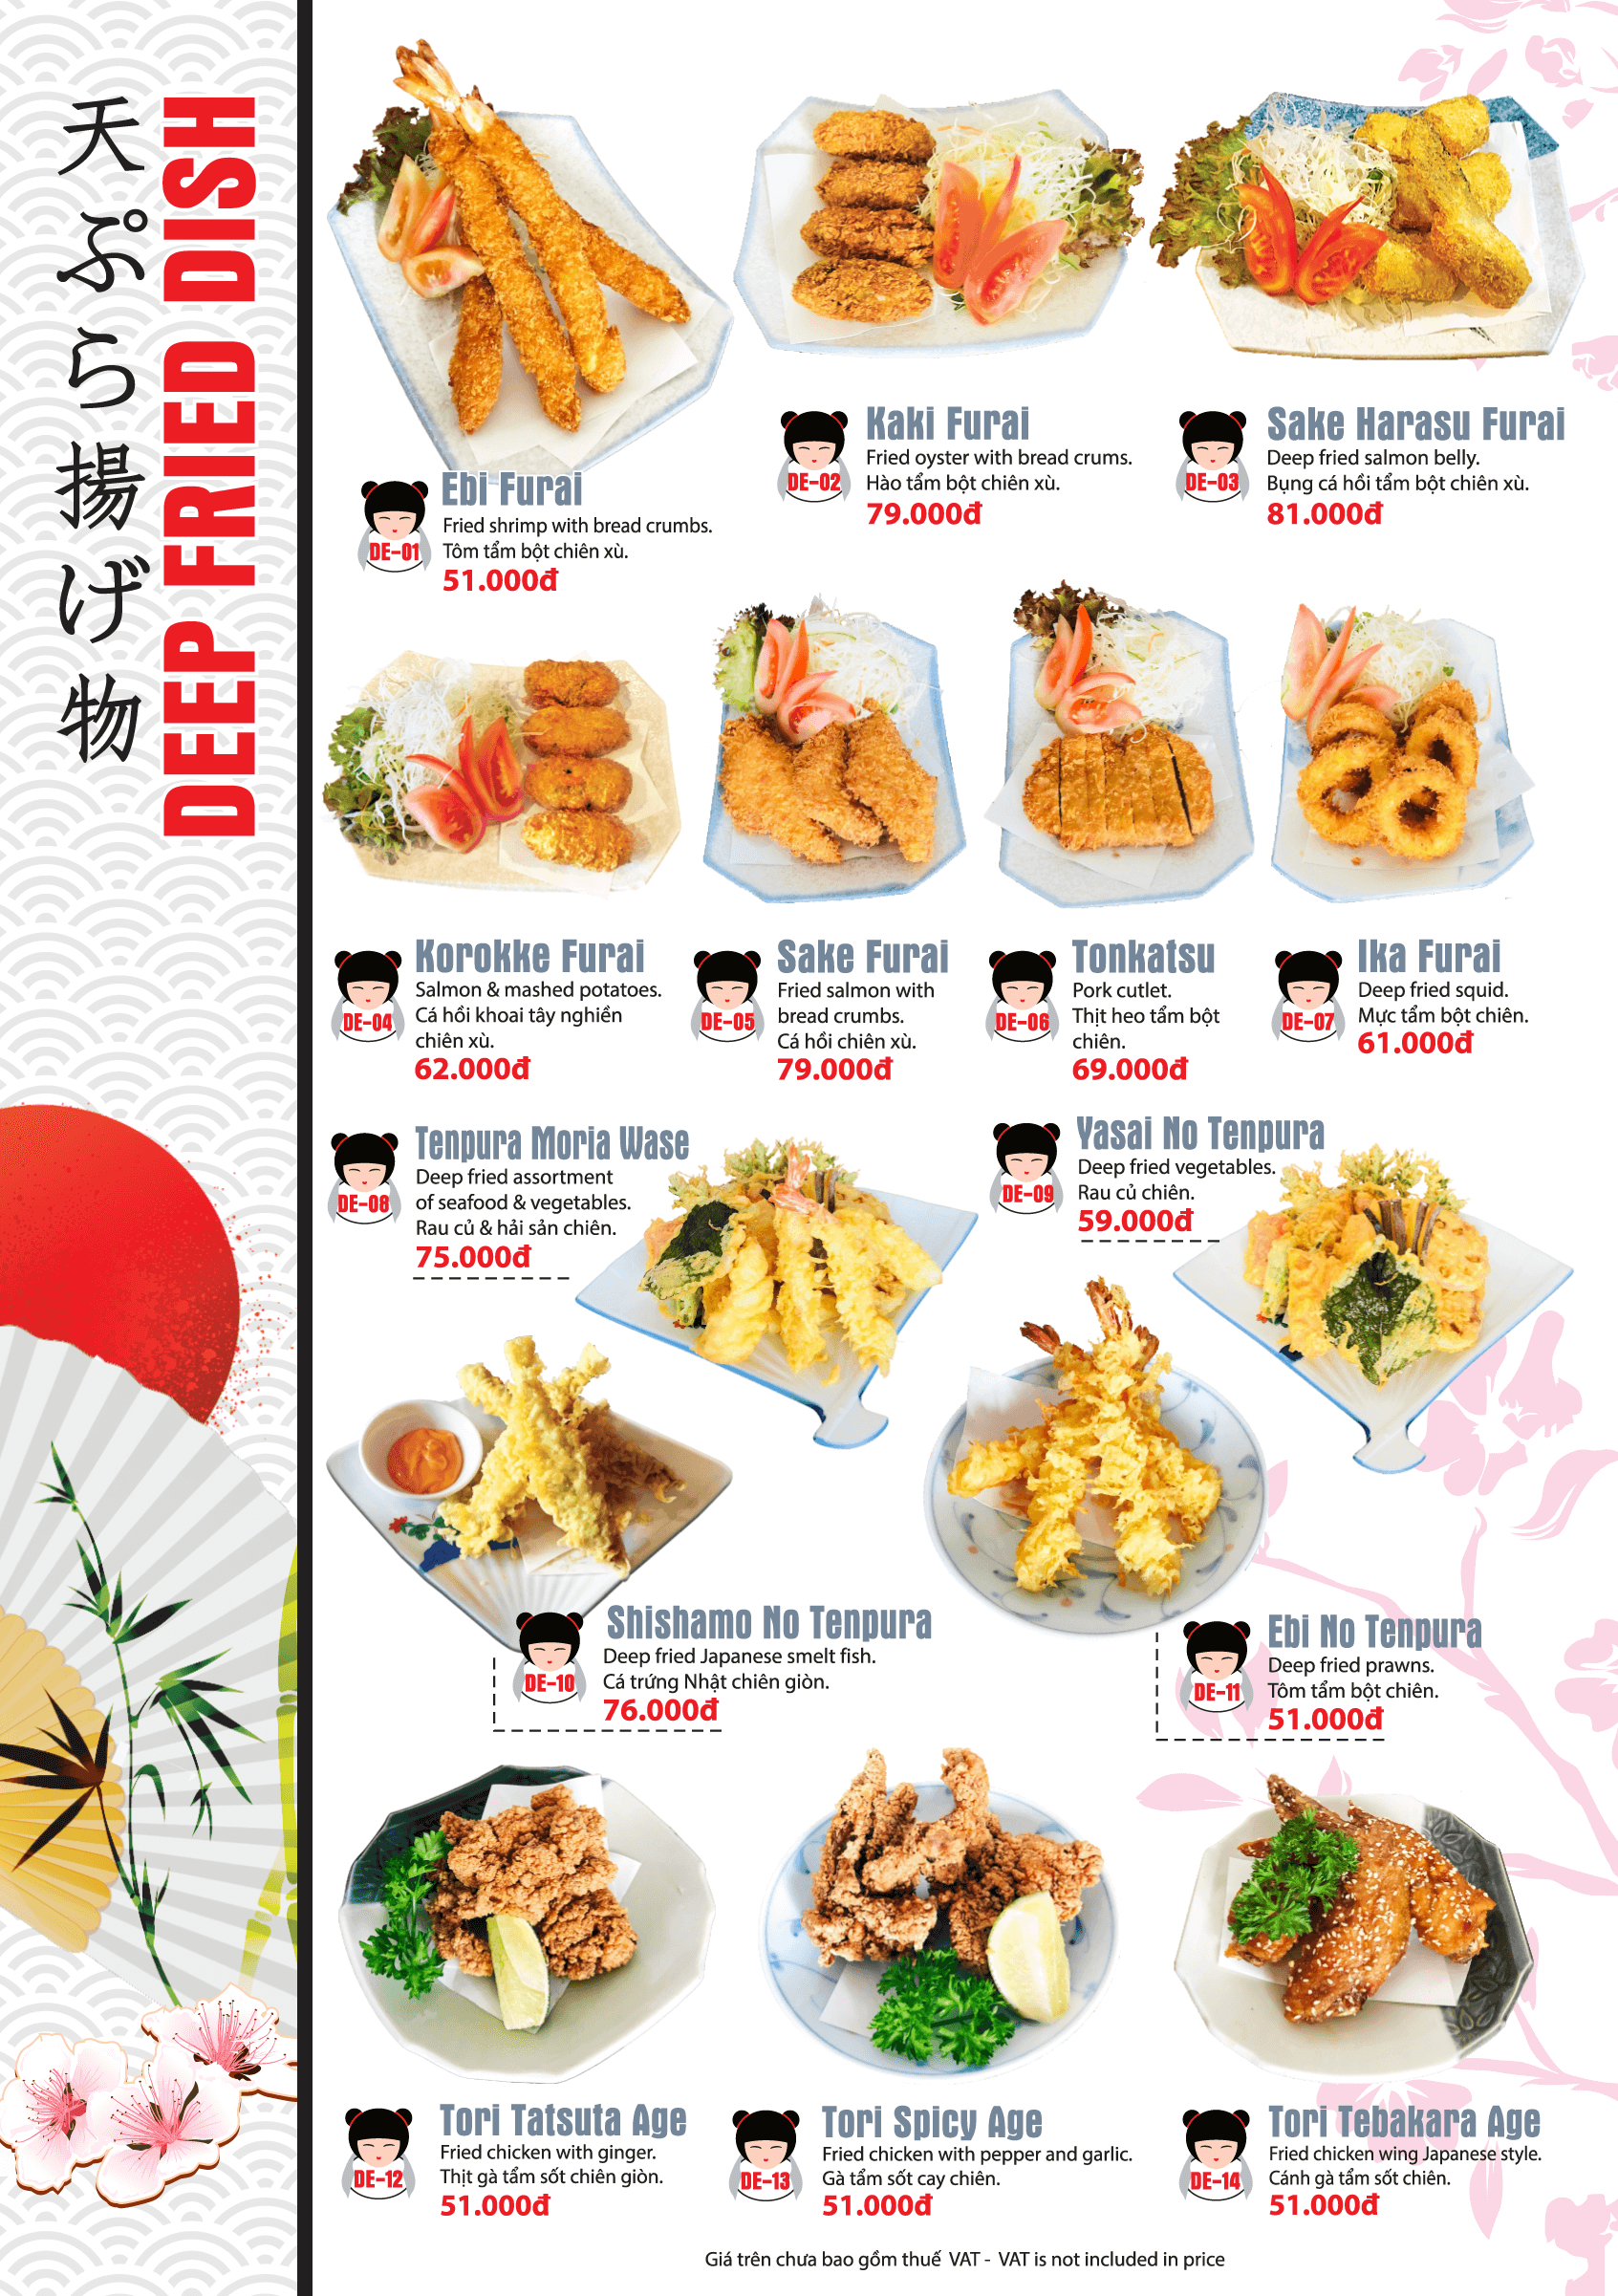 天ぷら揚げ物
DEEP FRIED DISH
DE-01
Ebi Furai
Fried shrimp with bread crumbs.
Tôm tẩm bột chiên xù.
51.000đ
DE-02
Kaki Furai
Fried oyster with bread crums.
Hào tẩm bột chiên xù.
79.000đ
DE-03
Sake Harasu Furai
Deep fried salmon belly.
Bụng cá hồi tẩm bột chiên xù.
81.000đ
DE-04
Korokke Furai
Salmon & mashed potatoes.
Cá hồi khoai tây nghiền
chiên xù.
62.000đ
DE-05
Sake Furai
Fried salmon with
bread crumbs.
Cá hồi chiên xù.
79.000đ
DE-06
Tonkatsu
Pork cutlet.
Thịt heo tẩm bột
chiên.
69.000đ
DE-07
Ika Furai
Deep fried squid.
Mực tẩm bột chiên.
61.000đ
DE-08
Tenpura Moria Wase
Deep fried assortment
of seafood & vegetables.
Rau củ & hải sản chiên.
75.000đ
DE-09
Yasai No Tenpura
Deep fried vegetables.
Rau củ chiên.
59.000đ
DE-10
Shishamo No Tenpura
Deep fried Japanese smelt fish.
Cá trứng Nhật chiên giòn.
76.000đ
DE-11
Ebi No Tenpura
Deep fried prawns.
Tôm tẩm bột chiên.
51.000đ
DE-12
Tori Tatsuta Age
Fried chicken with ginger.
Thịt gà tẩm sốt chiên giòn.
51.000đ
DE-13
Tori Spicy Age
Fried chicken with pepper and garlic.
Gà tẩm sốt cay chiên.
51.000đ
DE-14
Tori Tebakara Age
Fried chicken wing Japanese style.
Cánh gà tẩm sốt chiên.
51.000đ
Giá trên chưa bao gồm thuế VAT - VAT is not included in price